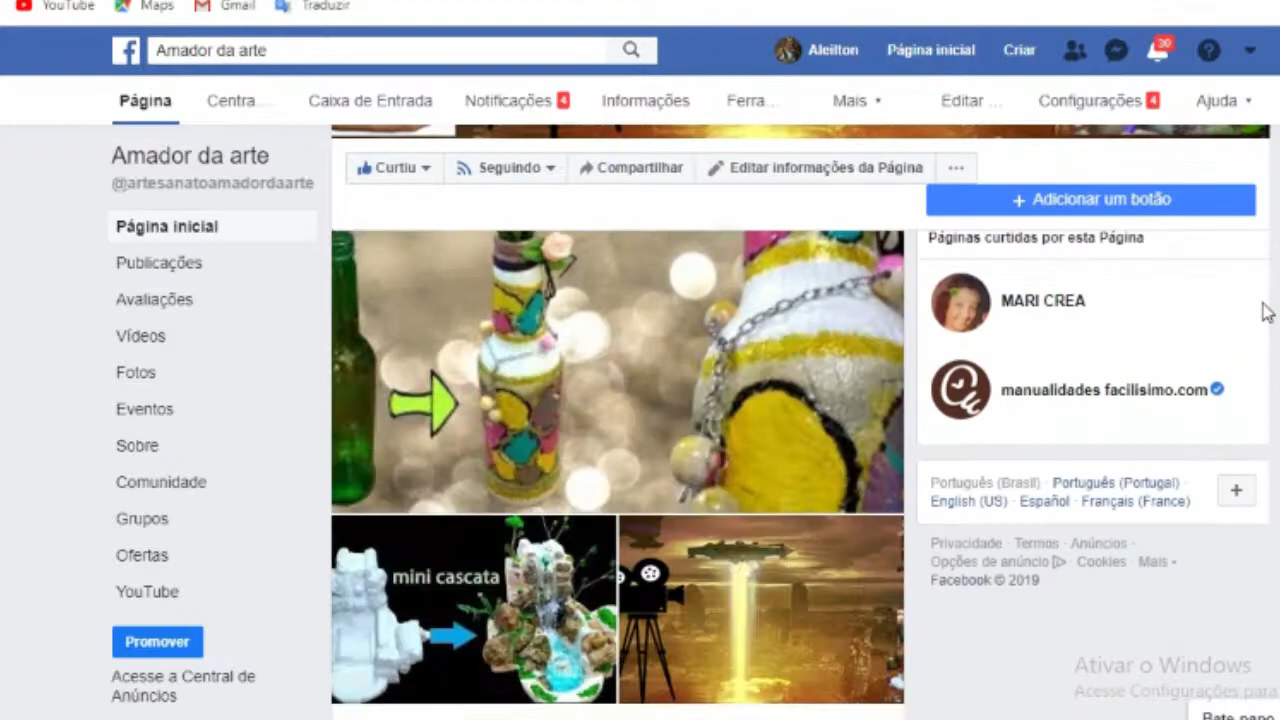 YouTube Maps Gmail Traduzir
Amador da arte Aleilton Página inicial Criar 30
Página Centra... Caixa de Entrada Notificações 4 Informações Ferra... Mais Editar ... Configurações 4 Ajuda
Amador da arte
@artesanatoamadordaarte
Página inicial
Publicações
Avaliações
Vídeos
Fotos
Eventos
Sobre
Comunidade
Grupos
Ofertas
YouTube
Promover
Acesse a Central de
Anúncios
Curtiu Seguindo Compartilhar Editar informações da Página ...
+ Adicionar um botão
mini cascata
Páginas curtidas por esta Página
MARI CREA
manualidades facilisimo.com
Português (Brasil) · Português (Portugal) ·
English (US) · Español · Français (France)
+
Privacidade · Termos · Anúncios ·
Opções de anúncio · Cookies · Mais
Facebook © 2019
Ativar o Windows
Acesse Configurações para
Bate-papo